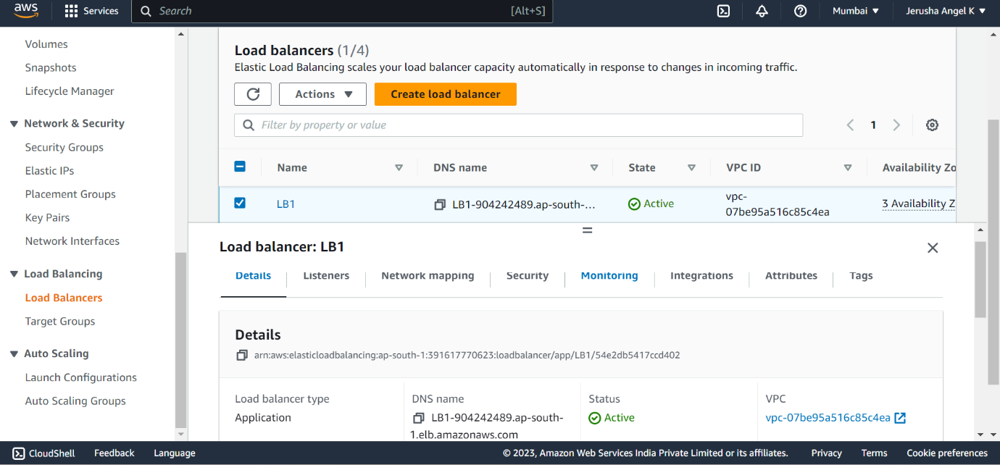 aws
Services
Search
[Alt+S]
Mumbai
Jerusha Angel K
Volumes
Snapshots
Lifecycle Manager
Network & Security
Security Groups
Elastic IPs
Placement Groups
Key Pairs
Network Interfaces
Load Balancing
Load Balancers
Target Groups
Auto Scaling
Launch Configurations
Auto Scaling Groups
Load balancers (1/4)
Elastic Load Balancing scales your load balancer capacity automatically in response to changes in incoming traffic.
Actions
Create load balancer
Filter by property or value
1
Name
DNS name
State
VPC ID
Availability Zo
LB1
LB1-904242489.ap-south-...
Active
vpc-
07be95a516c85c4ea
3 Availability Z
Load balancer: LB1
Details
Listeners
Network mapping
Security
Monitoring
Integrations
Attributes
Tags
Details
arn:aws:elasticloadbalancing:ap-south-1:391617770623:loadbalancer/app/LB1/54e2db5417ccd402
Load balancer type
Application
DNS name
LB1-904242489.ap-south-
1.elb.amazonaws.com
Status
Active
VPC
vpc-07be95a516c85c4ea
CloudShell
Feedback
Language
© 2023, Amazon Web Services India Private Limited or its affiliates.
Privacy
Terms
Cookie preferences